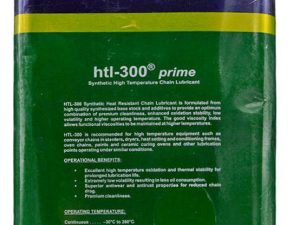 htl-300® prime
Synthetic High Temperature Chain Lubricant
HTL-300 Synthetic Heat Resistant Chain Lubricant is formulated from
high quality synthesized base stock and additives to provide an optimum
combination of premium cleanliness, enhanced oxidation stability, low
volatility and higher operating temperature. The good viscosity index
allows functional viscosities to be maintained at higher temperatures.
HTL-300 is recommended for high temperature equipment such as
conveyor chains in stenters, dryers, heat setting and conditioning frames,
oven chains, paints and ceramic curing ovens and other lubrication
points operating under similar conditions.
OPERATIONAL BENEFITS:
• Excellent high temperature oxidation and thermal stability for
prolonged lubrication life.
• Extremely low volatility resulting in less oil consumption.
• Superior antiwear and antirust properties for reduced chain
drag.
• Premium cleanliness.
OPERATING TEMPERATURE:
Continuous ..... -30°C to 260°C